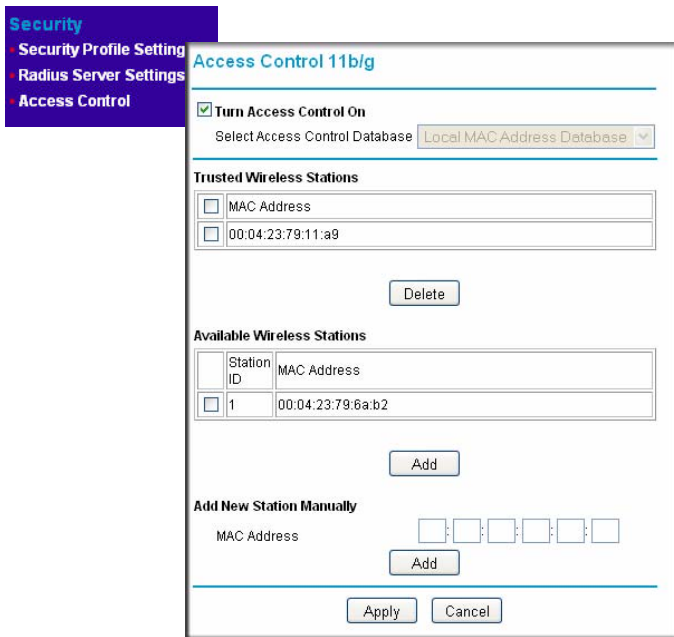 Security
Security Profile Setting
Radius Server Settings
Access Control
Access Control 11b/g
Turn Access Control On
Select Access Control Database Local MAC Address Database
Trusted Wireless Stations
MAC Address
00:04:23:79:11:a9
Delete
Available Wireless Stations
Station ID MAC Address
1 00:04:23:79:6a:b2
Add
Add New Station Manually
MAC Address : : : : :
Add
Apply Cancel